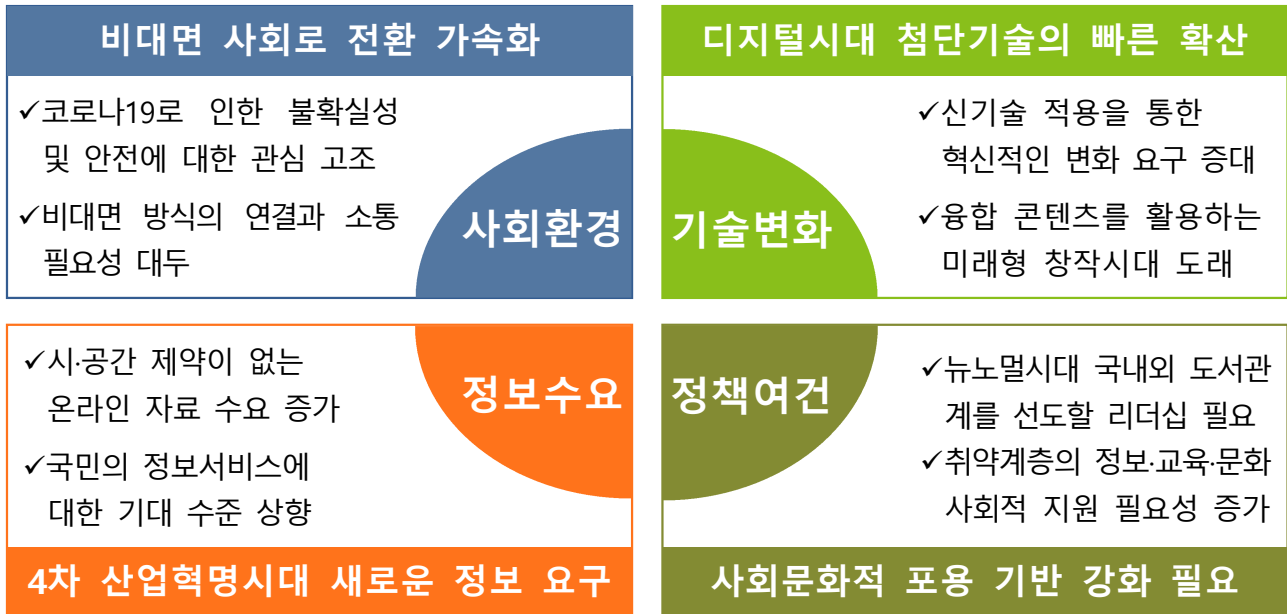 비대면 사회로 전환 가속화
✓코로나19로 인한 불확실성
및 안전에 대한 관심 고조
✓비대면 방식의 연결과 소통
필요성 대두
사회환경
디지털시대 첨단기술의 빠른 확산
✓신기술 적용을 통한
혁신적인 변화 요구 증대
✓융합 콘텐츠를 활용하는
미래형 창작시대 도래
기술변화
✓시·공간 제약이 없는
온라인 자료 수요 증가
✓국민의 정보서비스에
대한 기대 수준 상향
정보수요
4차 산업혁명시대 새로운 정보 요구
정책여건
✓뉴노멀시대 국내외 도서관
계를 선도할 리더십 필요
✓취약계층의 정보·교육·문화
사회적 지원 필요성 증가
사회문화적 포용 기반 강화 필요